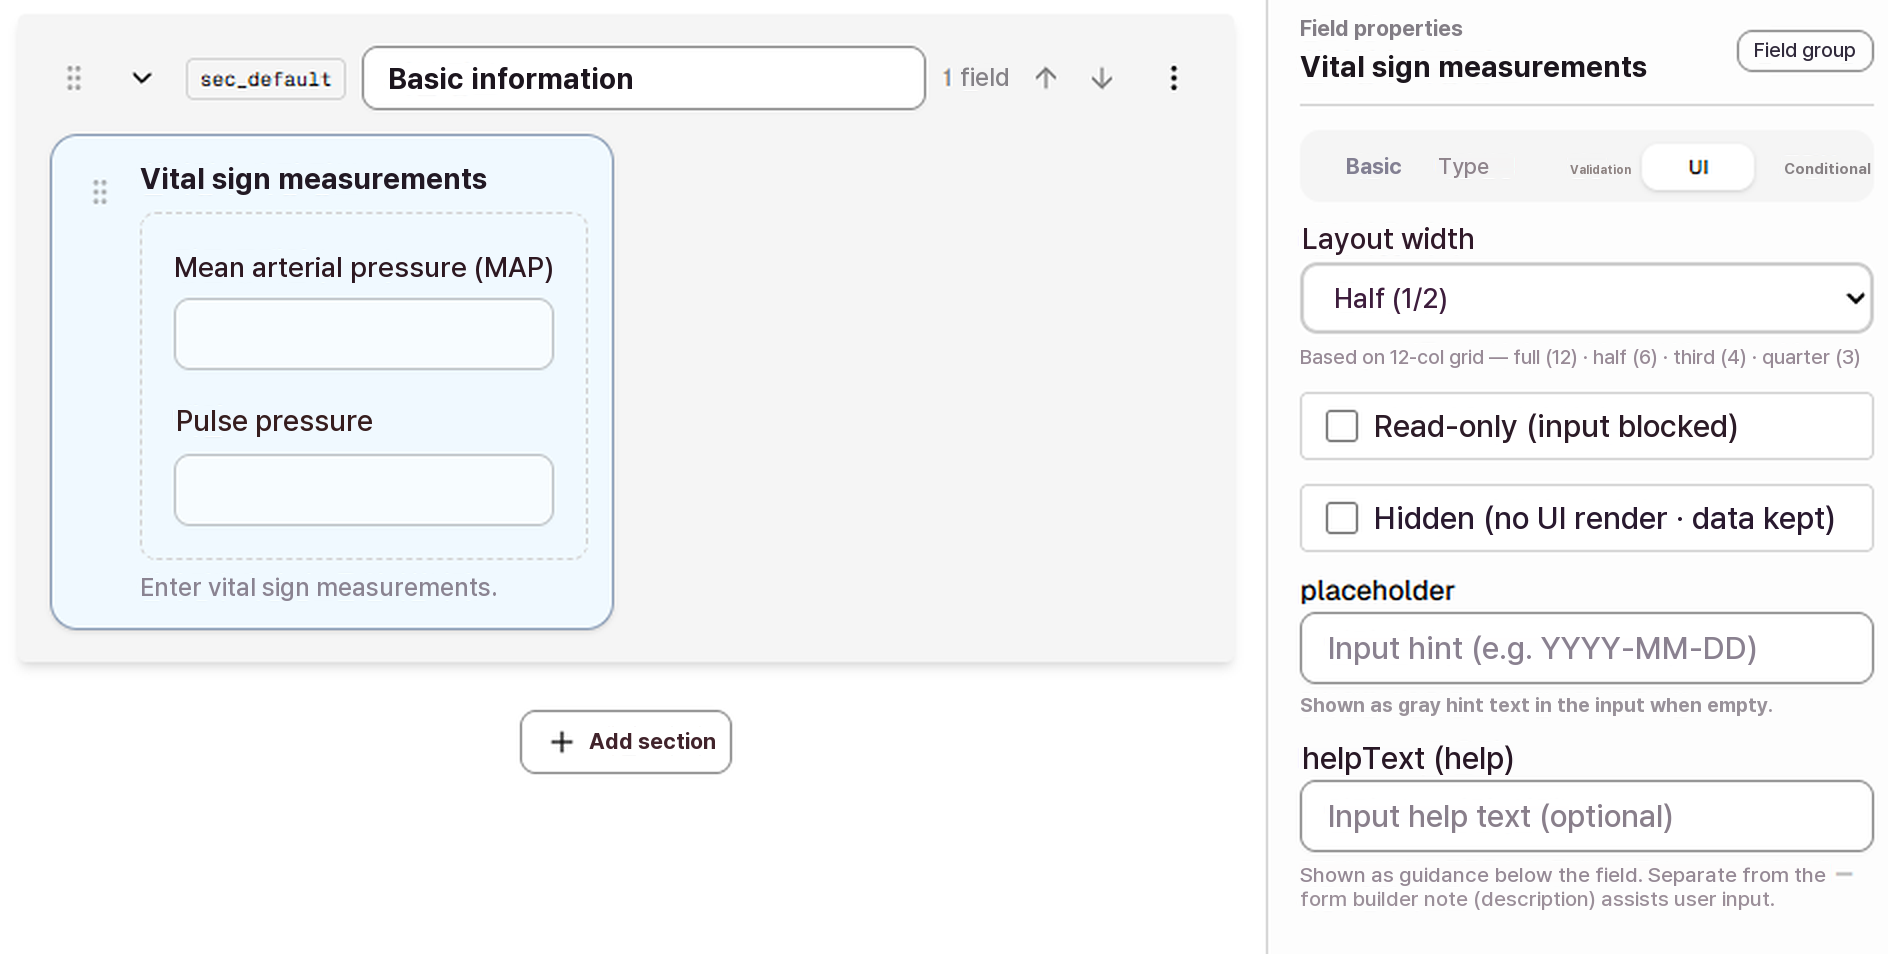 sec_default
Basic information
1 field
Vital sign measurements
Mean arterial pressure (MAP)
Pulse pressure
Enter vital sign measurements.
+ Add section
Field properties
Vital sign measurements
Field group
Basic Type Validation UI Conditional
Layout width
Half (1/2)
Based on 12-col grid — full (12) · half (6) · third (4) · quarter (3)
Read-only (input blocked)
Hidden (no UI render · data kept)
placeholder
Input hint (e.g. YYYY-MM-DD)
Shown as gray hint text in the input when empty.
helpText (help)
Input help text (optional)
Shown as guidance below the field. Separate from the —
form builder note (description) assists user input.